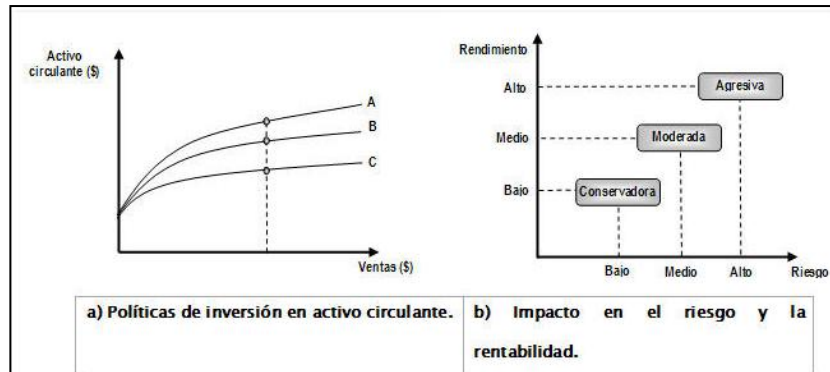 Activo
circulante ($)
A
B
C
Ventas ($)
Rendimiento
Alto
Agresiva
Medio
Moderada
Bajo
Conservadora
Bajo Medio Alto Riesgo
a) Políticas de inversión en activo circulante.
b) Impacto en el riesgo y la
rentabilidad.